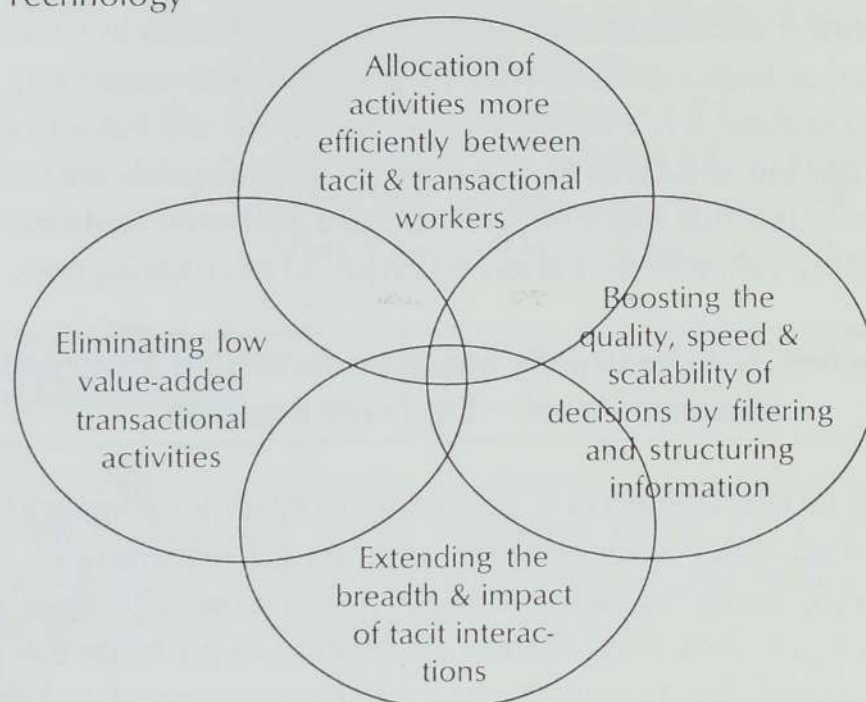 Technology
Allocation of
activities more
efficiently between
tacit & transactional
workers
Eliminating low
value-added
transactional
activities
Boosting the
quality, speed &
scalability of
decisions by filtering
and structuring
information
Extending the
breadth & impact
of tacit interac-
tions